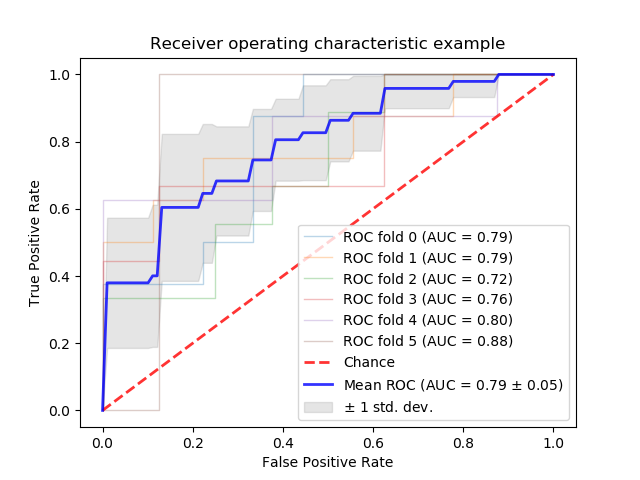 Receiver operating characteristic example
1.0
0.8
0.6
0.4
0.2
0.0
True Positive Rate
ROC fold 0 (AUC = 0.79)
ROC fold 1 (AUC = 0.79)
ROC fold 2 (AUC = 0.72)
ROC fold 3 (AUC = 0.76)
ROC fold 4 (AUC = 0.80)
ROC fold 5 (AUC = 0.88)
Chance
Mean ROC (AUC = 0.79 ± 0.05)
± 1 std. dev.
0.0 0.2 0.4 0.6 0.8 1.0
False Positive Rate